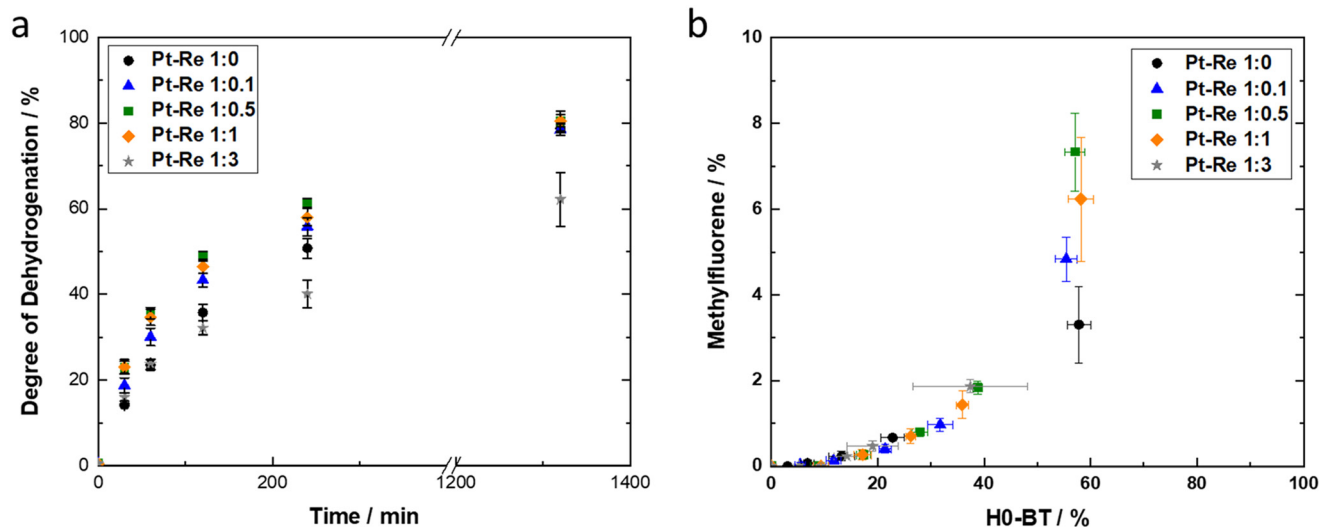 a
100
80
60
40
20
0
0
200
1200
1400
Degree of Dehydrogenation / %
Time / min
Pt-Re 1:0
Pt-Re 1:0.1
Pt-Re 1:0.5
Pt-Re 1:1
Pt-Re 1:3
b
10
8
6
4
2
0
0
20
40
60
80
100
Methylfluorene / %
H0-BT / %
Pt-Re 1:0
Pt-Re 1:0.1
Pt-Re 1:0.5
Pt-Re 1:1
Pt-Re 1:3